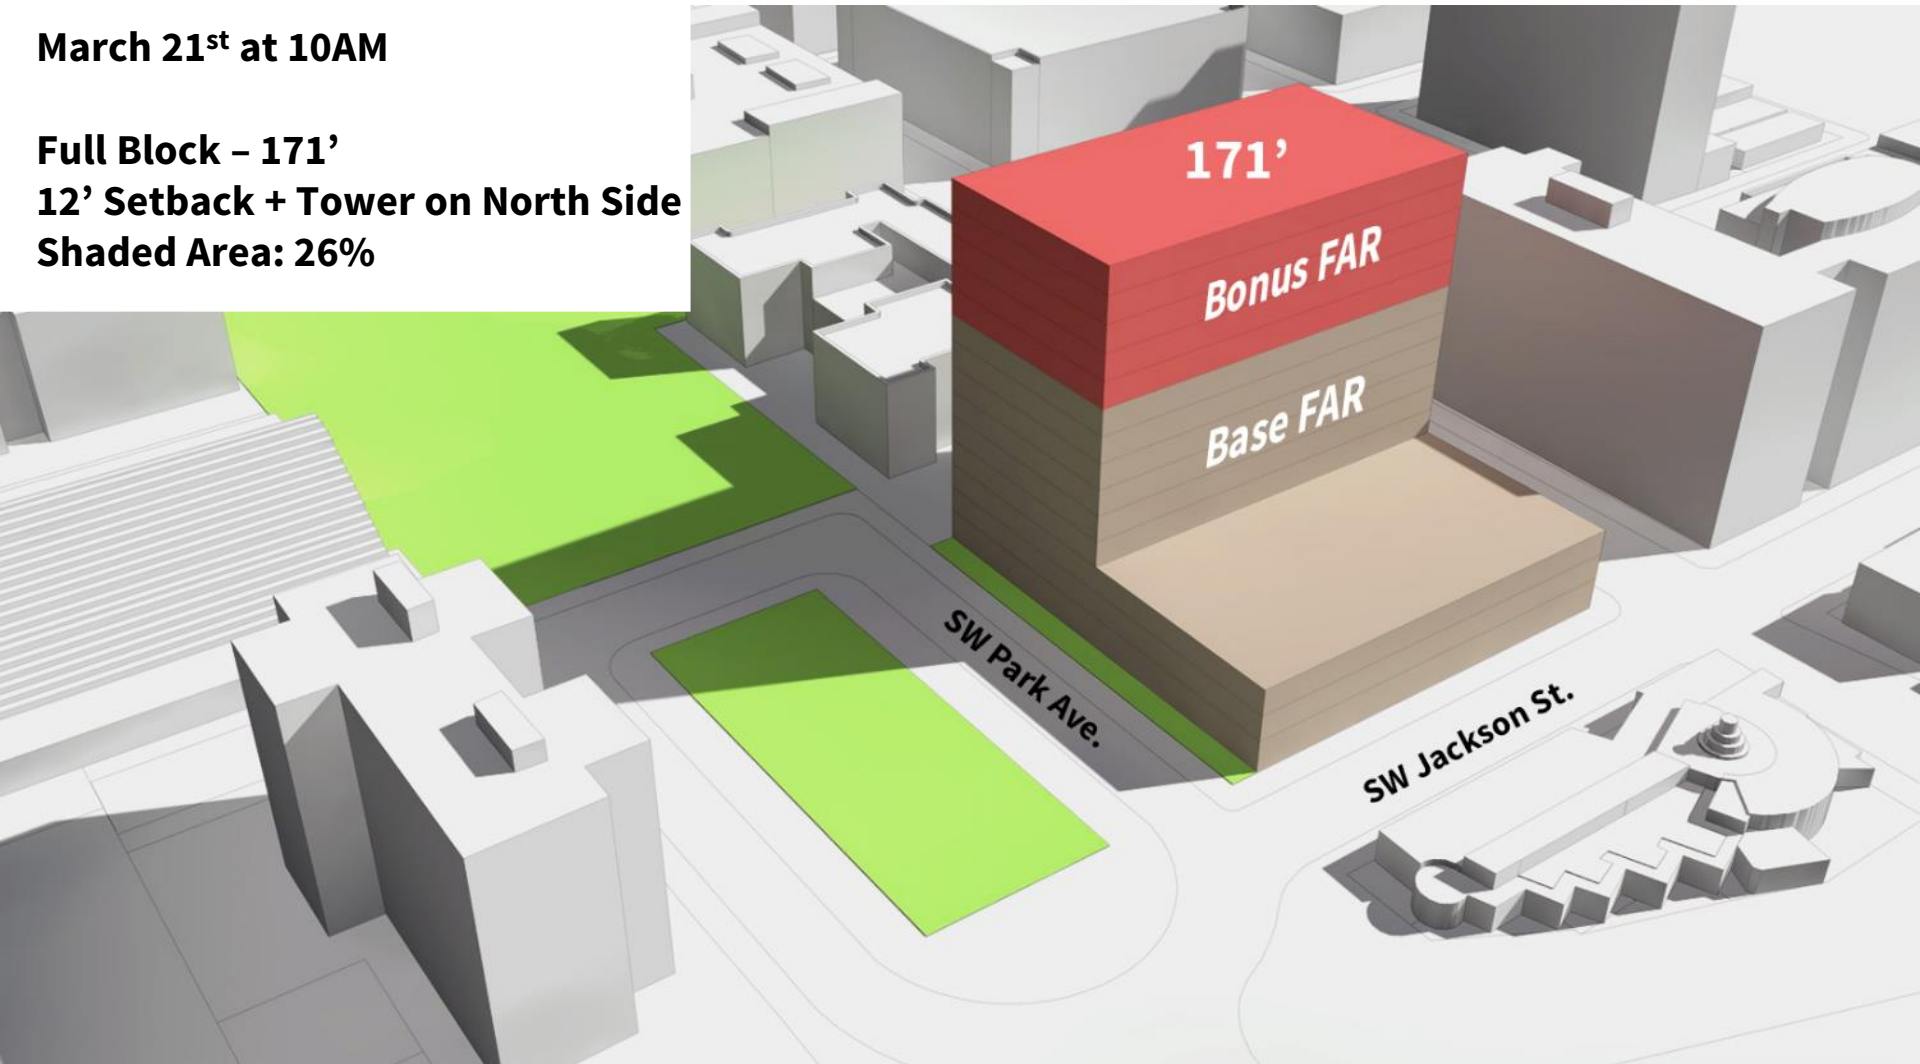 March 21st at 10AM
Full Block – 171’
12’ Setback + Tower on North Side
Shaded Area: 26%
171’
Bonus FAR
Base FAR
SW Park Ave.
SW Jackson St.